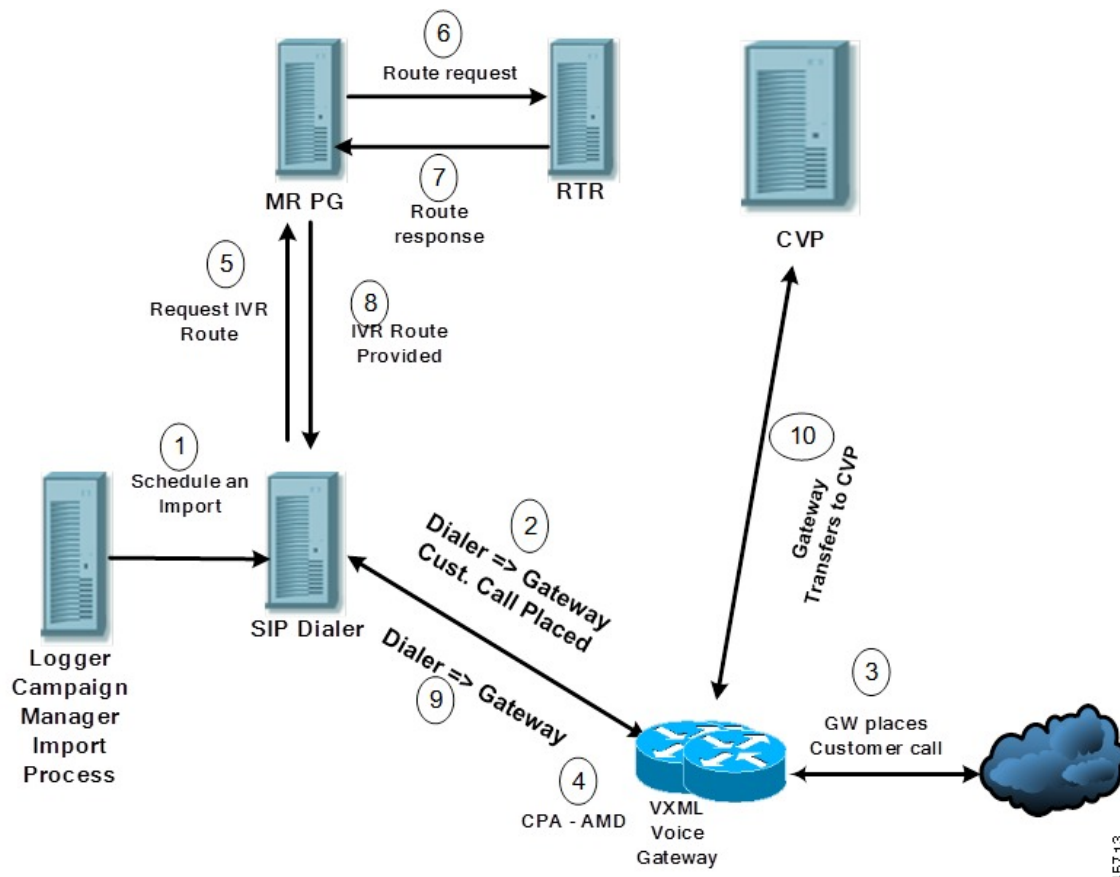 6
Route request
7
Route
response
MR PG
RTR
CVP
5
Request IVR
Route
8
IVR Route
Provided
1
Schedule an
Import
10
Gateway
Transfers to CVP
2
Dialer => Gateway
Cust. Call Placed
SIP Dialer
Logger
Campaign
Manager
Import
Process
Dialer => Gateway
9
3
GW places
Customer call
4
CPA - AMD
VXML
Voice
Gateway